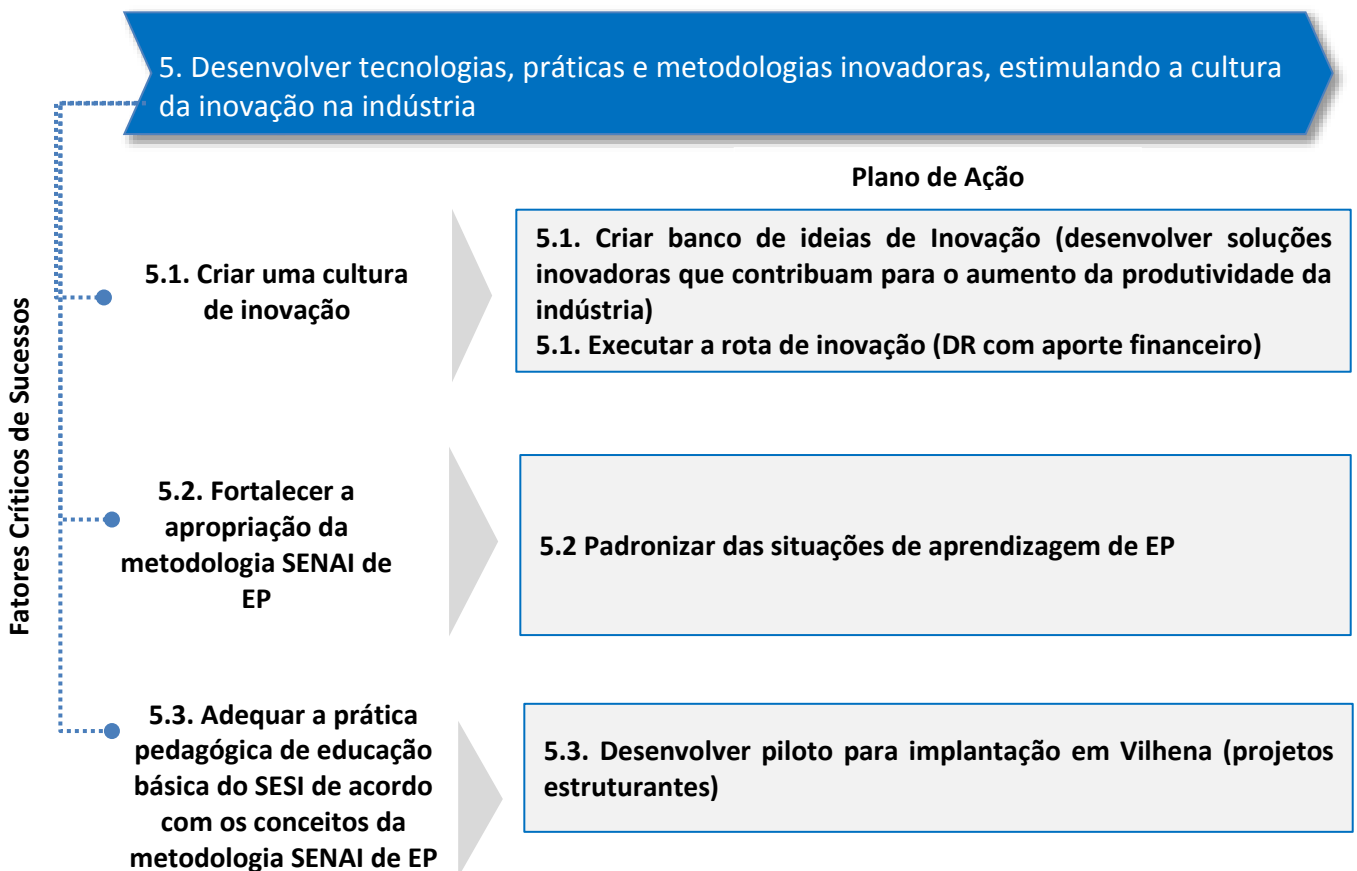 5. Desenvolver tecnologias, práticas e metodologias inovadoras, estimulando a cultura
da inovação na indústria
Plano de Ação
Fatores Críticos de Sucessos
5.1. Criar uma cultura
de inovação
5.1. Criar banco de ideias de Inovação (desenvolver soluções
inovadoras que contribuam para o aumento da produtividade da
indústria)
5.1. Executar a rota de inovação (DR com aporte financeiro)
5.2. Fortalecer a
apropriação da
metodologia SENAI de
EP
5.2 Padronizar das situações de aprendizagem de EP
5.3. Adequar a prática
pedagógica de educação
básica do SESI de acordo
com os conceitos da
metodologia SENAI de EP
5.3. Desenvolver piloto para implantação em Vilhena (projetos
estruturantes)